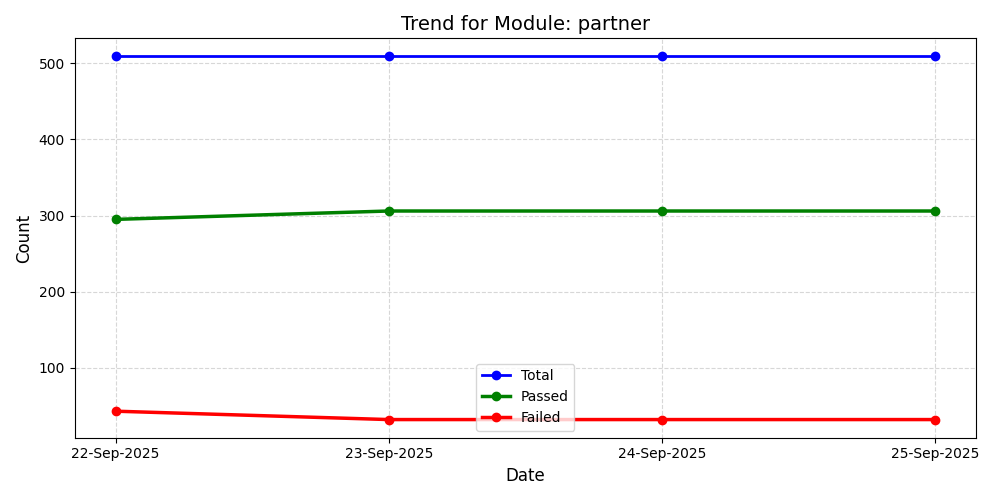 Trend for Module: partner
Count
500
400
300
200
100
Total
Passed
Failed
22-Sep-2025
23-Sep-2025
24-Sep-2025
25-Sep-2025
Date